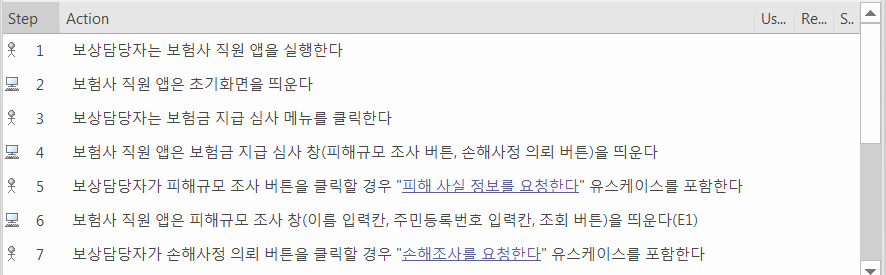 Step Action Us... Re... S..
1 보상담당자는 보험사 직원 앱을 실행한다
2 보험사 직원 앱은 초기화면을 띄운다
3 보상담당자는 보험금 지급 심사 메뉴를 클릭한다
4 보험사 직원 앱은 보험금 지급 심사 창(피해규모 조사 버튼, 손해사정 의뢰 버튼)을 띄운다
5 보상담당자가 피해규모 조사 버튼을 클릭할 경우 "피해 사실 정보를 요청한다" 유스케이스를 포함한다
6 보험사 직원 앱은 피해규모 조사 창(이름 입력칸, 주민등록번호 입력칸, 조회 버튼)을 띄운다(E1)
7 보상담당자가 손해사정 의뢰 버튼을 클릭할 경우 "손해조사를 요청한다" 유스케이스를 포함한다